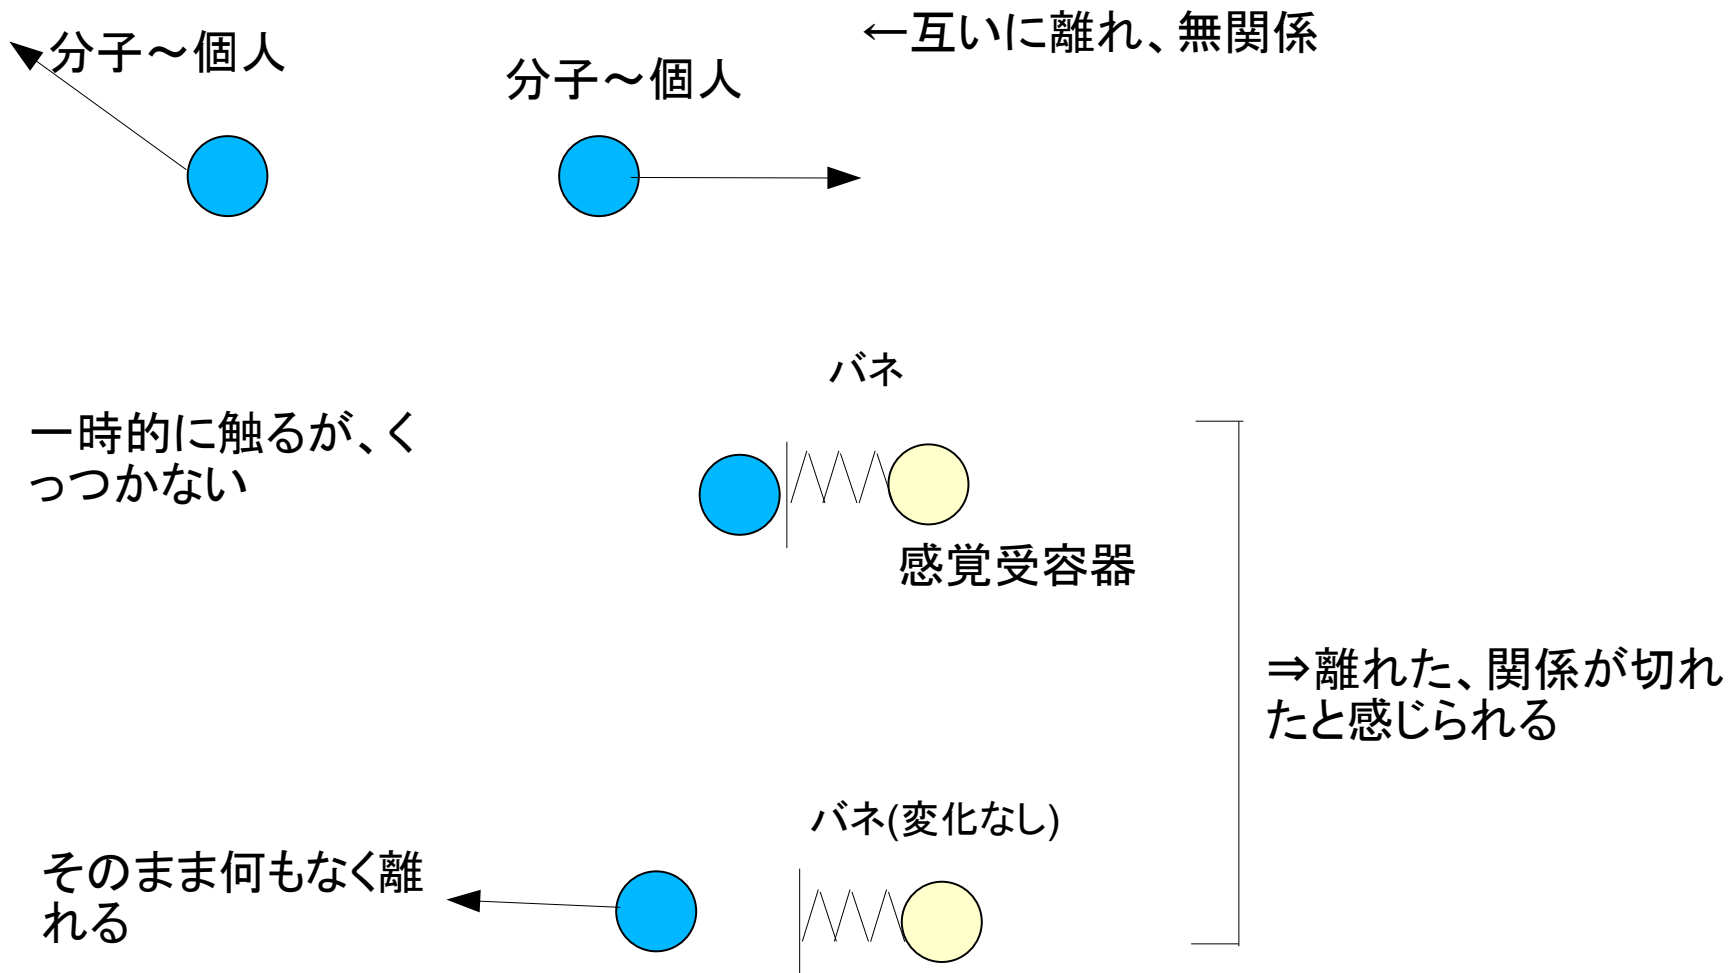 分子～個人
分子～個人
←互いに離れ、無関係
バネ
一時的に触るが、く
っつかない
感覚受容器
⇒離れた、関係が切れ
たと感じられる
バネ(変化なし)
そのまま何もなく離
れる